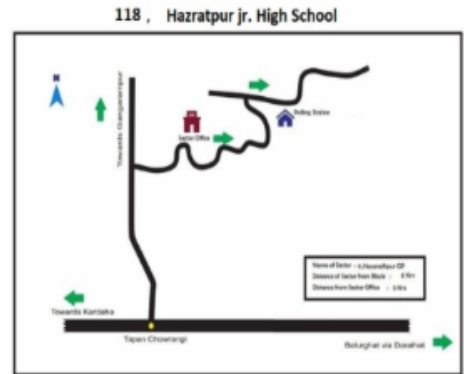 118 , Hazratpur jr. High School
N
Towards Gangarampur
Polling Station
Sector Office
Name of Sector -
Distance of Sector from Block :
Distance from Sector Office :
Towards Kardaha
Tapan Chowrangi
Balurghat via Daralhat